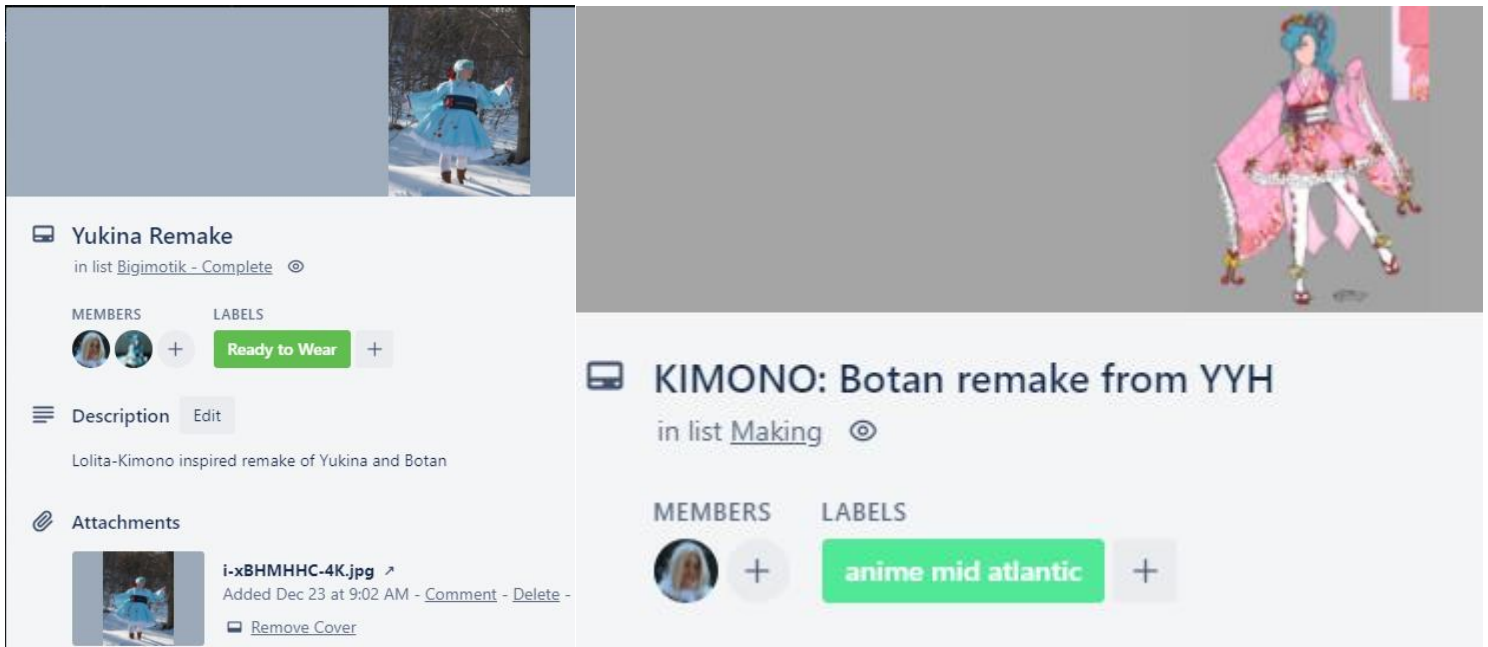 Yukina Remake
in list Bigimotik - Complete
MEMBERS LABELS
Ready to Wear
Description Edit
Lolita-Kimono inspired remake of Yukina and Botan
Attachments
i-xBHMHHC-4K.jpg ↗
Added Dec 23 at 9:02 AM - Comment - Delete -
Remove Cover
KIMONO: Botan remake from YYH
in list Making
MEMBERS LABELS
anime mid atlantic